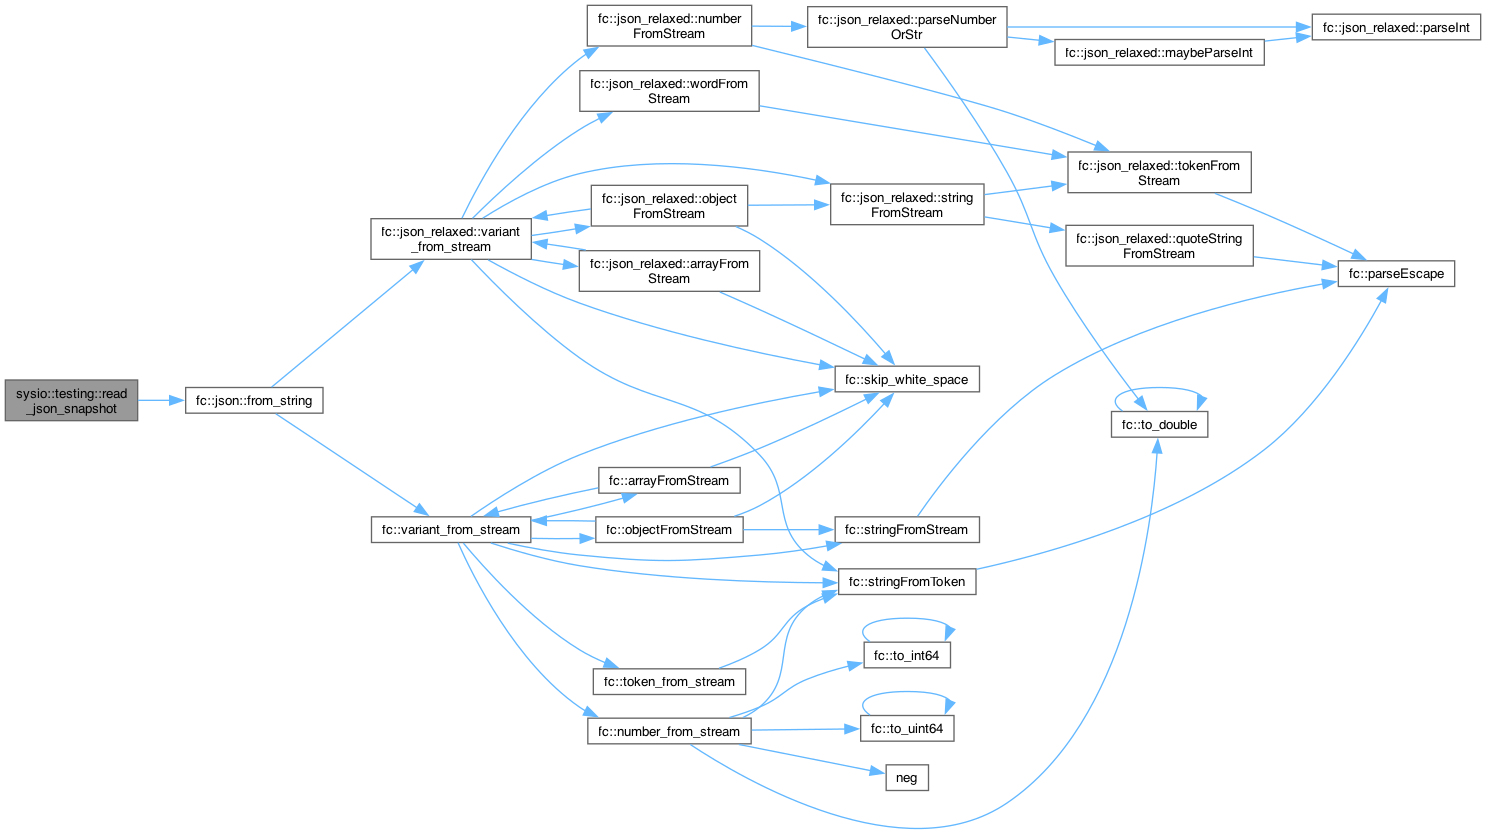 sysio::testing::read
_json_snapshot
fc::json::from_string
fc::json_relaxed::variant
_from_stream
fc::variant_from_stream
fc::json_relaxed::number
FromStream
fc::json_relaxed::wordFrom
Stream
fc::json_relaxed::object
FromStream
fc::json_relaxed::arrayFrom
Stream
fc::arrayFromStream
fc::objectFromStream
fc::token_from_stream
fc::number_from_stream
fc::json_relaxed::parseNumber
OrStr
fc::json_relaxed::string
FromStream
fc::skip_white_space
fc::stringFromStream
fc::stringFromToken
fc::to_int64
fc::to_uint64
neg
fc::json_relaxed::maybeParseInt
fc::json_relaxed::tokenFrom
Stream
fc::json_relaxed::quoteString
FromStream
fc::to_double
fc::json_relaxed::parseInt
fc::parseEscape